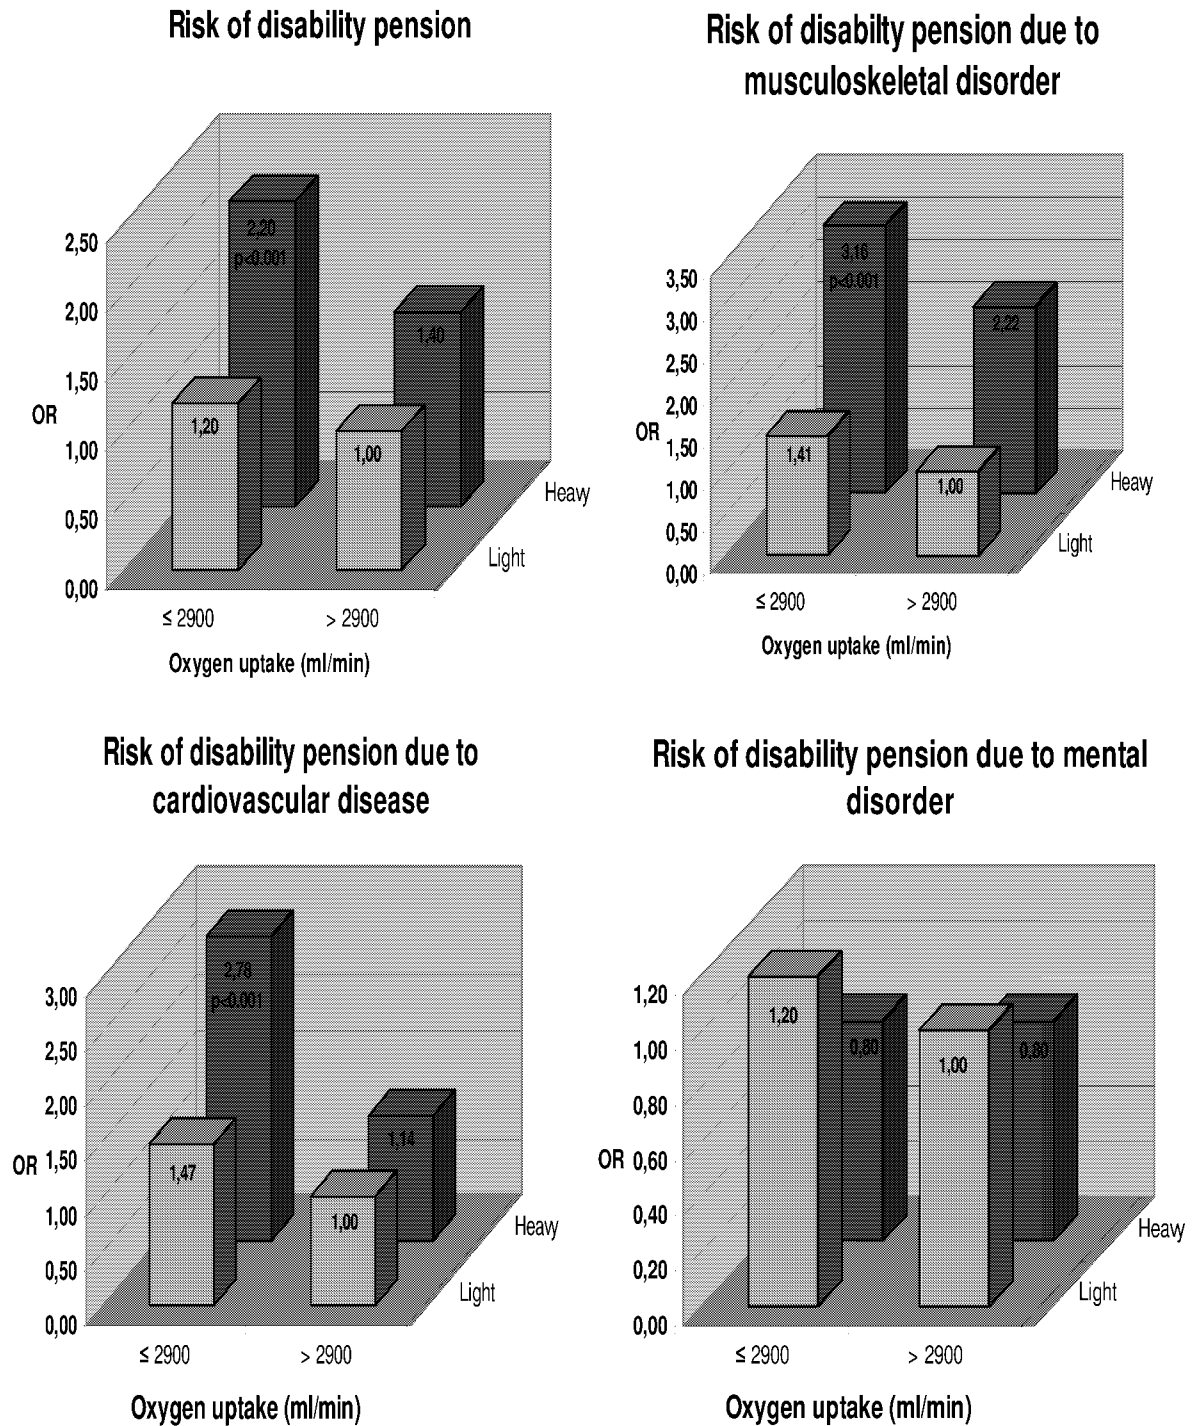 Risk of disability pension
2,50
2,00
1,50
1,00
0,50
0,00
OR
2,20
p<0.001
1,40
1,20
1,00
Heavy
Light
≤ 2900
> 2900
Oxygen uptake (ml/min)
Risk of disabilty pension due to
musculoskeletal disorder
3,50
3,00
2,50
2,00
1,50
1,00
0,50
0,00
OR
3,16
p<0.001
2,22
1,41
1,00
Heavy
Light
≤ 2900
> 2900
Oxygen uptake (ml/min)
Risk of disability pension due to
cardiovascular disease
3,00
2,50
2,00
1,50
1,00
0,50
0,00
OR
2,78
p<0.001
1,14
1,47
1,00
Heavy
Light
≤ 2900
> 2900
Oxygen uptake (ml/min)
Risk of disability pension due to mental
disorder
1,20
1,00
0,80
0,60
0,40
0,20
0,00
OR
1,20
0,80
1,00
0,80
Heavy
Light
≤ 2900
> 2900
Oxygen uptake (ml/min)